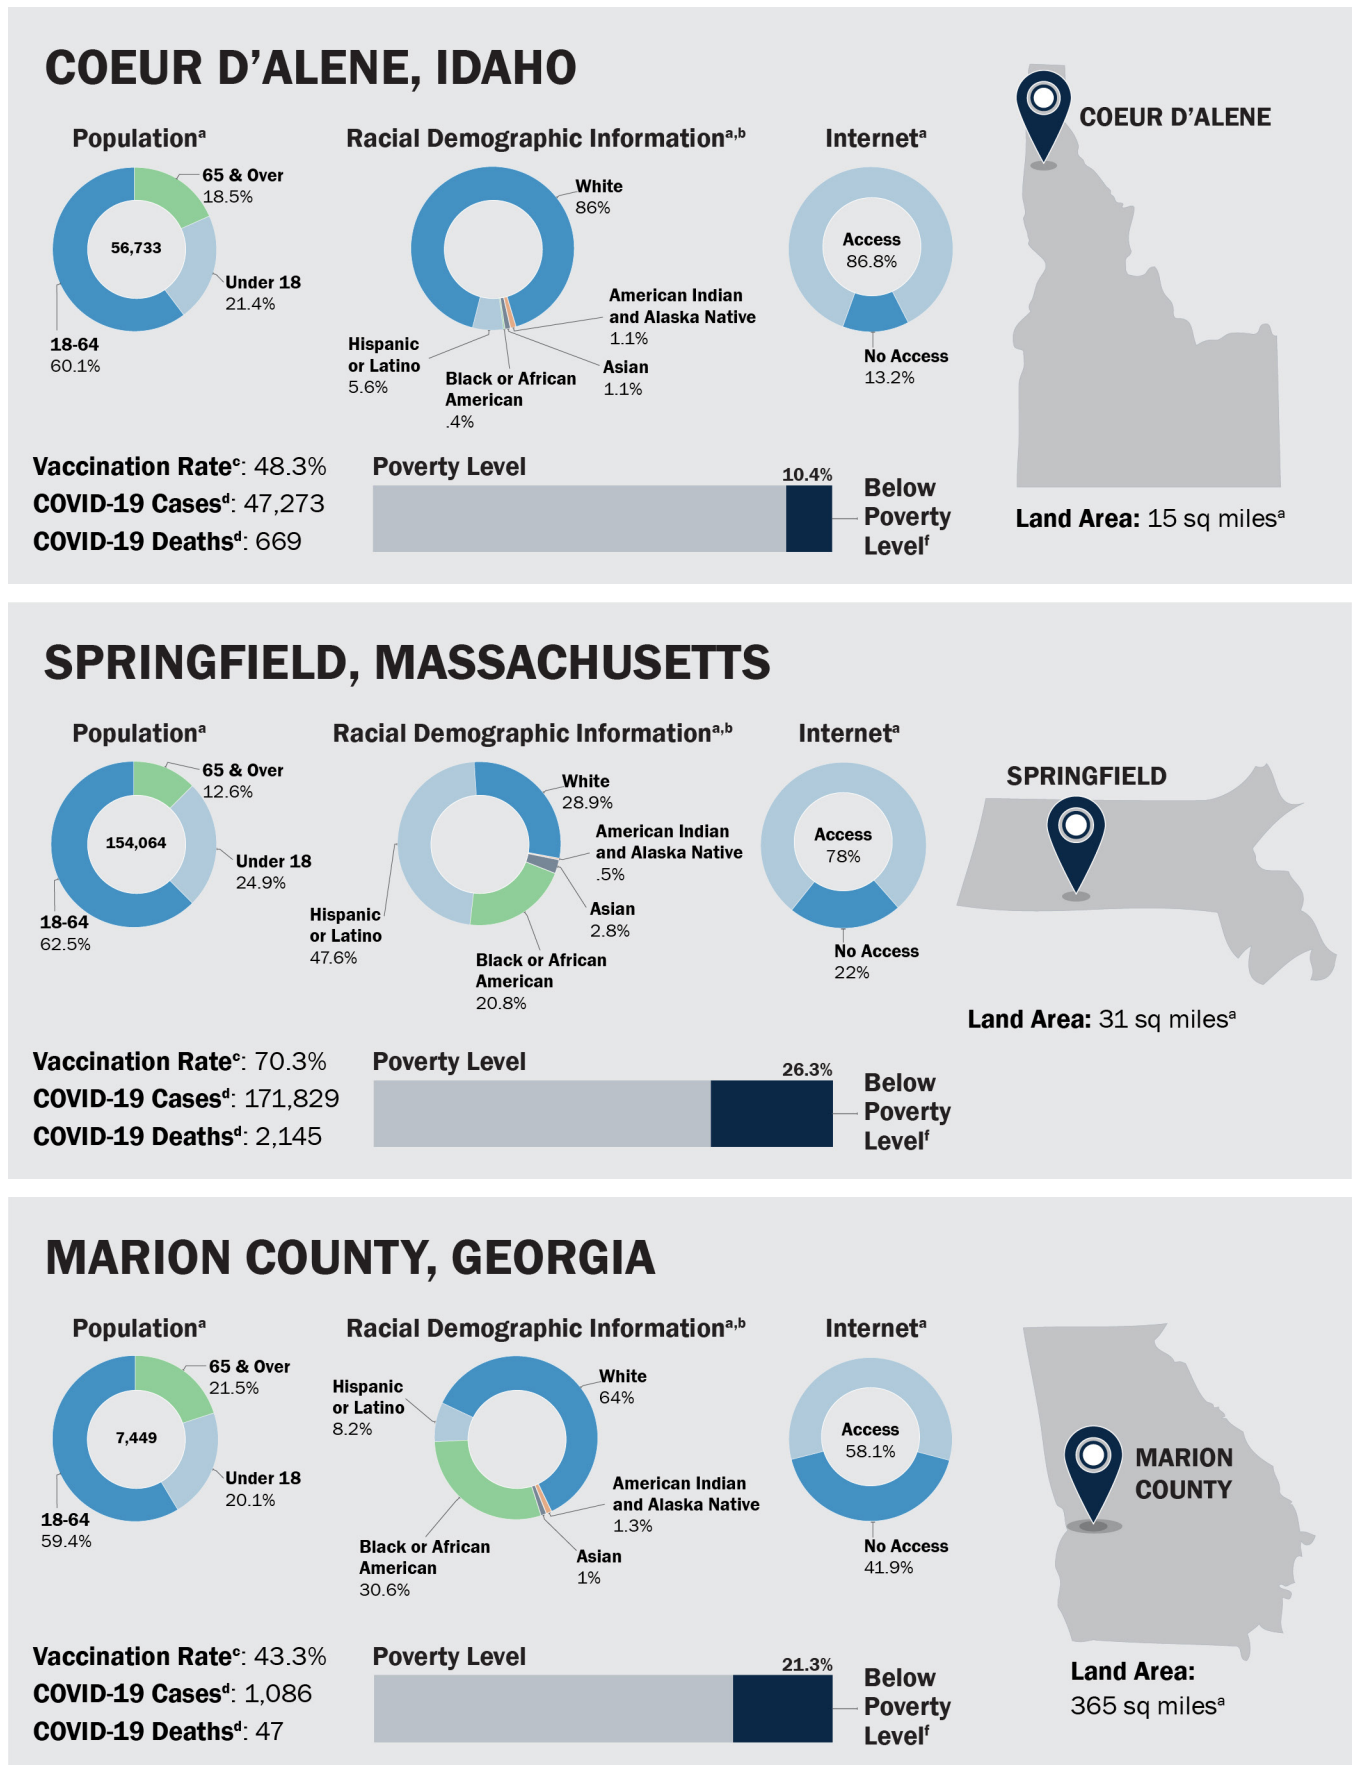 COEUR D’ALENE, IDAHO
Populationᵃ
65 & Over
18.5%
56,733
Under 18
21.4%
18-64
60.1%
Racial Demographic Informationᵃ,ᵇ
White
86%
American Indian
and Alaska Native
1.1%
Asian
1.1%
Black or African
American
.4%
Hispanic
or Latino
5.6%
Internetᵃ
Access
86.8%
No Access
13.2%
COEUR D’ALENE
Land Area: 15 sq milesᵃ
Vaccination Rateᶜ: 48.3%
COVID-19 Casesᵈ: 47,273
COVID-19 Deathsᵈ: 669
Poverty Level
10.4%
Below
Poverty
Levelᶠ
SPRINGFIELD, MASSACHUSETTS
Populationᵃ
65 & Over
12.6%
154,064
Under 18
24.9%
18-64
62.5%
Racial Demographic Informationᵃ,ᵇ
White
28.9%
American Indian
and Alaska Native
.5%
Asian
2.8%
Black or African
American
20.8%
Hispanic
or Latino
47.6%
Internetᵃ
Access
78%
No Access
22%
SPRINGFIELD
Land Area: 31 sq milesᵃ
Vaccination Rateᶜ: 70.3%
COVID-19 Casesᵈ: 171,829
COVID-19 Deathsᵈ: 2,145
Poverty Level
26.3%
Below
Poverty
Levelᶠ
MARION COUNTY, GEORGIA
Populationᵃ
65 & Over
21.5%
7,449
Under 18
20.1%
18-64
59.4%
Racial Demographic Informationᵃ,ᵇ
Hispanic
or Latino
8.2%
White
64%
American Indian
and Alaska Native
1.3%
Asian
1%
Black or African
American
30.6%
Internetᵃ
Access
58.1%
No Access
41.9%
MARION
COUNTY
Land Area:
365 sq milesᵃ
Vaccination Rateᶜ: 43.3%
COVID-19 Casesᵈ: 1,086
COVID-19 Deathsᵈ: 47
Poverty Level
21.3%
Below
Poverty
Levelᶠ